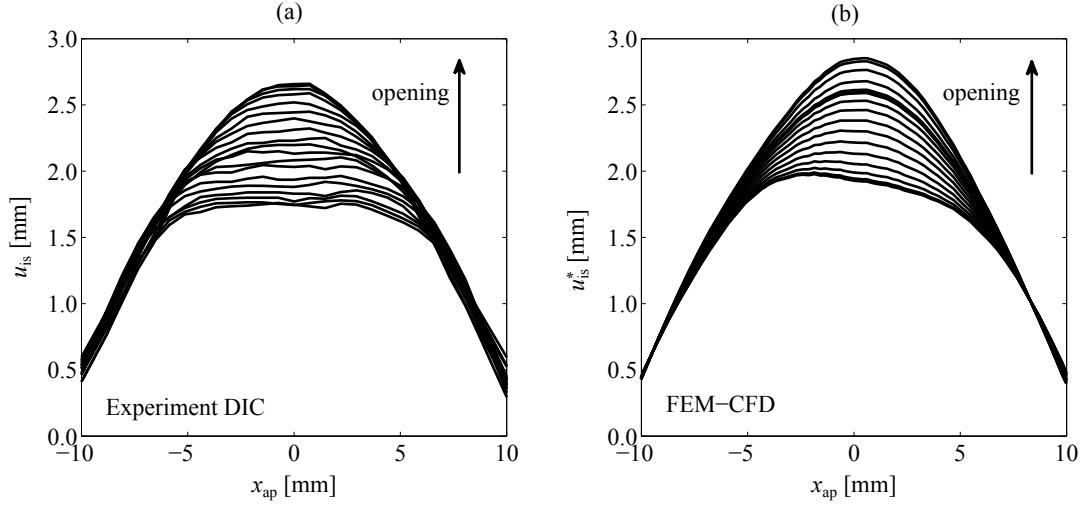 (a)
3.0
2.5
2.0
1.5
1.0
0.5
0.0
−10
−5
0
5
10
u_is [mm]
x_ap [mm]
opening
Experiment DIC
(b)
3.0
2.5
2.0
1.5
1.0
0.5
0.0
−10
−5
0
5
10
u*_is [mm]
x_ap [mm]
opening
FEM−CFD